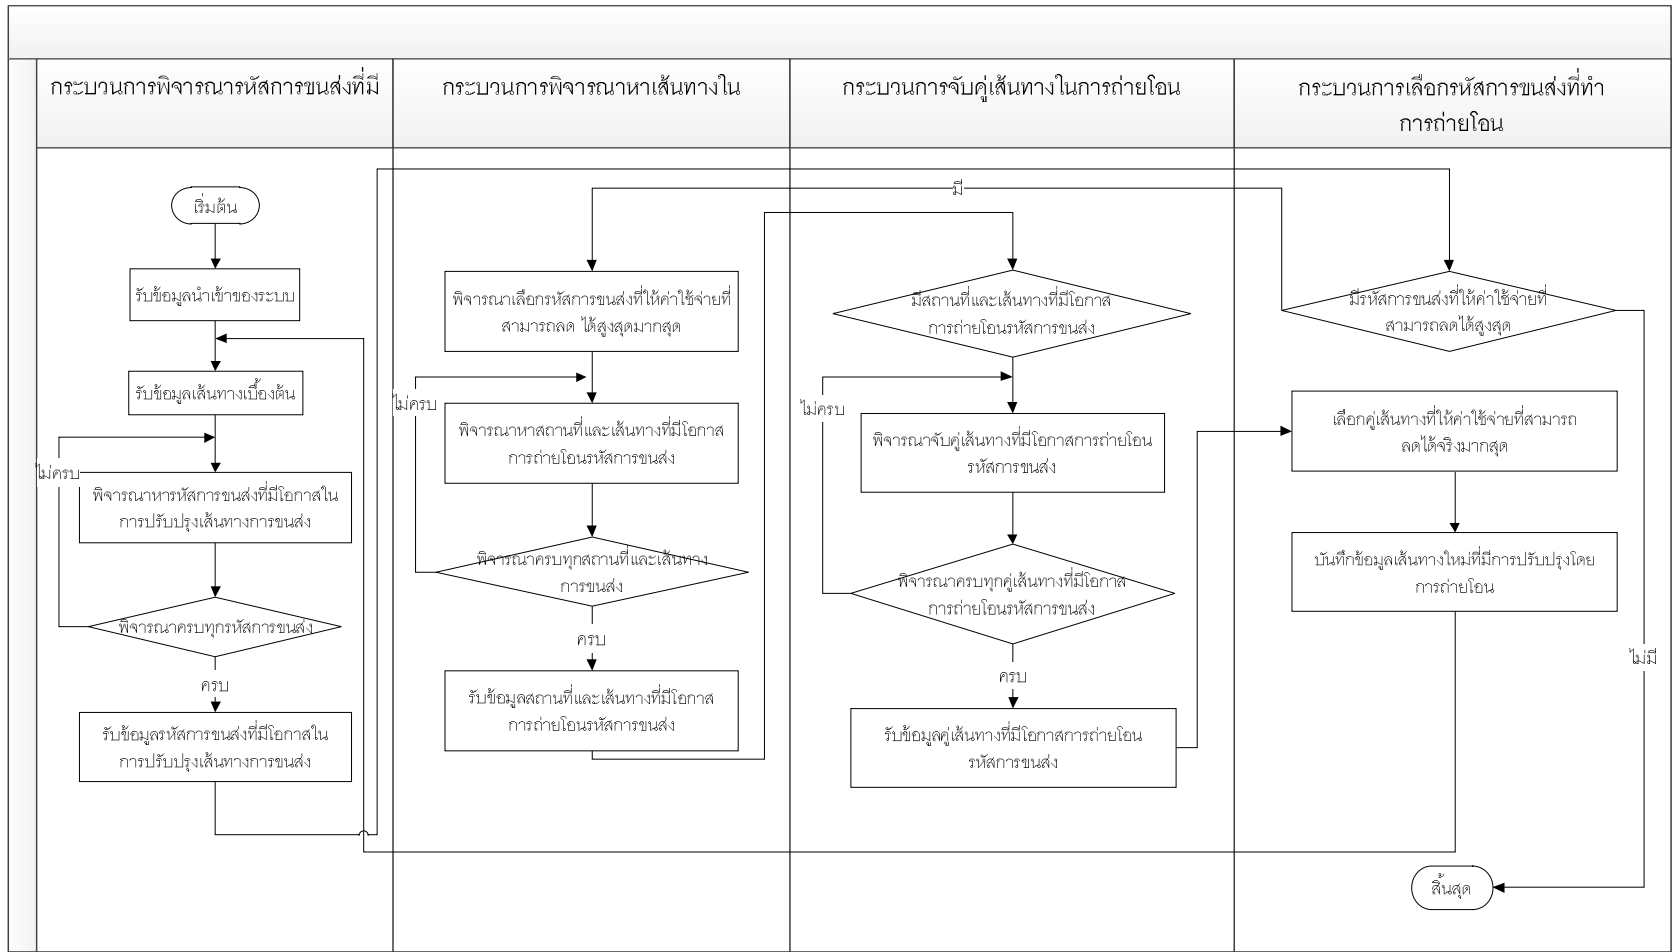 กระบวนการพิจารณารหัสการขนส่งที่มี
กระบวนการพิจารณาหาเส้นทางใน
กระบวนการจับคู่เส้นทางในการถ่ายโอน
กระบวนการเลือกรหัสการขนส่งที่ทำ
การถ่ายโอน
เริ่มต้น
รับข้อมูลนำเข้าของระบบ
รับข้อมูลเส้นทางเบื้องต้น
ไม่ครบ
พิจารณาหารหัสการขนส่งที่มีโอกาสใน
การปรับปรุงเส้นทางการขนส่ง
พิจารณาครบทุกรหัสการขนส่ง
ครบ
รับข้อมูลรหัสการขนส่งที่มีโอกาสใน
การปรับปรุงเส้นทางการขนส่ง
พิจารณาเลือกรหัสการขนส่งที่ให้ค่าใช้จ่ายที่
สามารถลด ได้สูงสุดมากสุด
ไม่ครบ
พิจารณาหาสถานที่และเส้นทางที่มีโอกาส
การถ่ายโอนรหัสการขนส่ง
พิจารณาครบทุกสถานที่และเส้นทาง
การขนส่ง
ครบ
รับข้อมูลสถานที่และเส้นทางที่มีโอกาส
การถ่ายโอนรหัสการขนส่ง
มี
มีสถานที่และเส้นทางที่มีโอกาส
การถ่ายโอนรหัสการขนส่ง
ไม่ครบ
พิจารณาจับคู่เส้นทางที่มีโอกาสการถ่ายโอน
รหัสการขนส่ง
พิจารณาครบทุกคู่เส้นทางที่มีโอกาส
การถ่ายโอนรหัสการขนส่ง
ครบ
รับข้อมูลคู่เส้นทางที่มีโอกาสการถ่ายโอน
รหัสการขนส่ง
มีรหัสการขนส่งที่ให้ค่าใช้จ่ายที่
สามารถลดได้สูงสุด
เลือกคู่เส้นทางที่ให้ค่าใช้จ่ายที่สามารถ
ลดได้จริงมากสุด
บันทึกข้อมูลเส้นทางใหม่ที่มีการปรับปรุงโดย
การถ่ายโอน
ไม่มี
สิ้นสุด